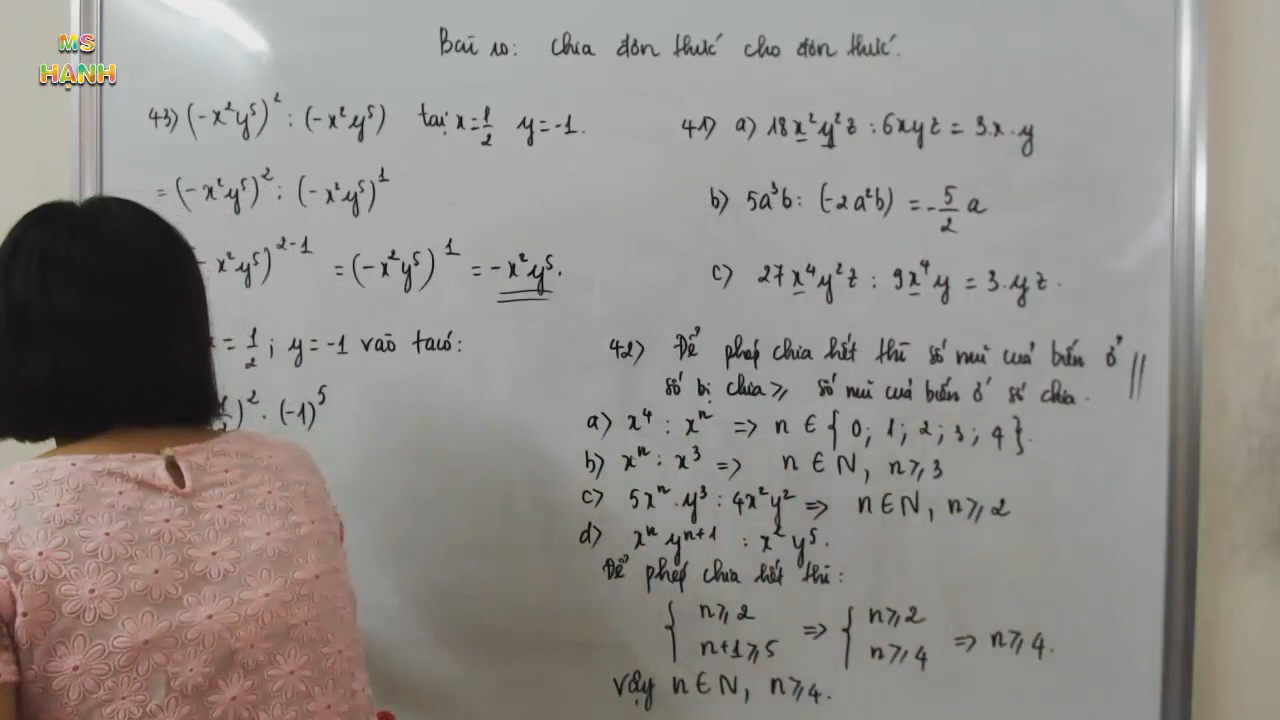 MS
HẠNH
Bài 10: chia đơn thức cho đơn thức.
43) (-x²y⁵)² : (-x²y⁵) tại x = 1/2 y = -1.
= (-x²y⁵)² : (-x²y⁵)¹
x²y⁵)²⁻¹ = (-x²y⁵)¹ = -x²y⁵.
= 1/2; y = -1 vào ta có:
)² · (-1)⁵
41) a) 18x²y²z : 6xyz = 3x.y
b) 5a³b : (-2a²b) = -5/2 a
c) 27x⁴y²z : 9x⁴y = 3.yz.
42) Để phép chia hết thì số mũ của biến ở
số bị chia ⩾ số mũ của biến ở số chia.
a) x⁴ : xⁿ => n ∈ {0; 1; 2; 3; 4}.
b) xⁿ : x³ => n ∈ N, n ⩾ 3
c) 5xⁿ.y³ : 4x²y² => n ∈ N, n ⩾ 2
d) xⁿyⁿ⁺¹ : x²y⁵.
Để phép chia hết thì:
{ n ⩾ 2 => { n ⩾ 2
n+1 ⩾ 5 n ⩾ 4 => n ⩾ 4.
Vậy n ∈ N, n ⩾ 4.